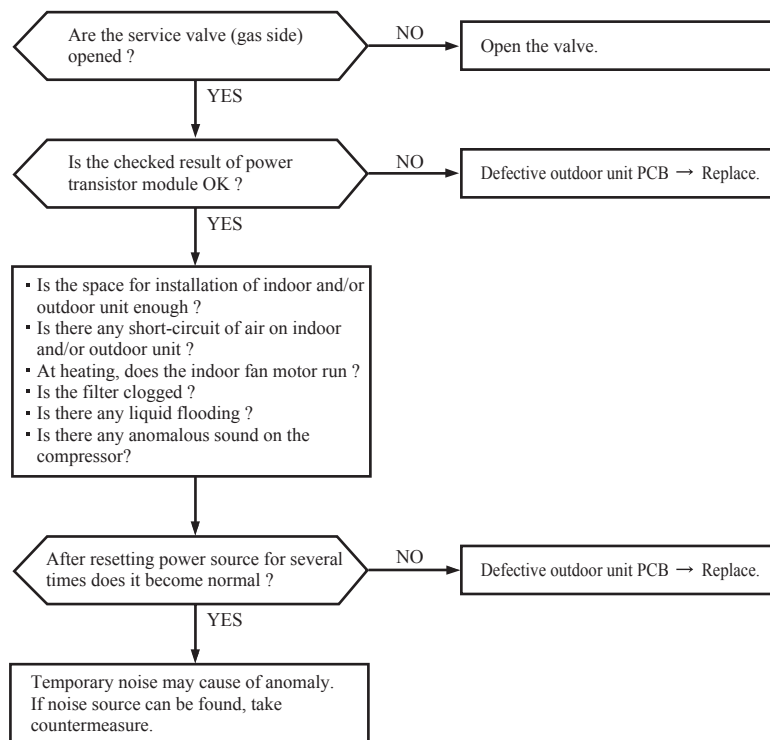 Are the service valve (gas side)
opened ?
NO
Open the valve.
YES
Is the checked result of power
transistor module OK ?
NO
Defective outdoor unit PCB → Replace.
YES
▪ Is the space for installation of indoor and/or
outdoor unit enough ?
▪ Is there any short-circuit of air on indoor
and/or outdoor unit ?
▪ At heating, does the indoor fan motor run ?
▪ Is the filter clogged ?
▪ Is there any liquid flooding ?
▪ Is there any anomalous sound on the
compressor?
After resetting power source for several
times does it become normal ?
NO
Defective outdoor unit PCB → Replace.
YES
Temporary noise may cause of anomaly.
If noise source can be found, take
countermeasure.